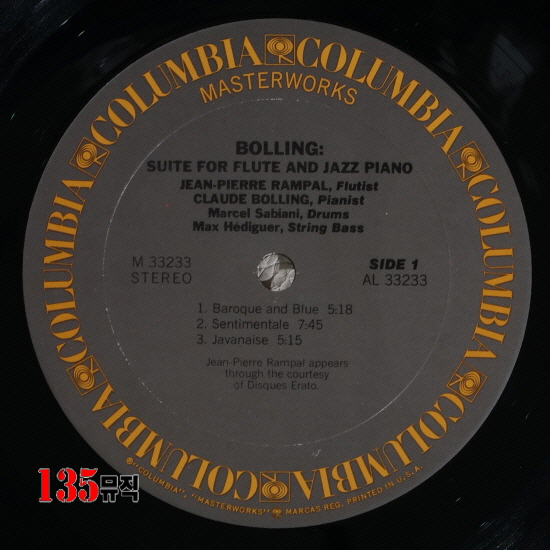 COLUMBIA COLUMBIA COLUMBIA COLUMBIA COLUMBIA COLUMBIA COLUMBIA
MASTERWORKS
BOLLING:
SUITE FOR FLUTE AND JAZZ PIANO
JEAN-PIERRE RAMPAL, Flutist
CLAUDE BOLLING, Pianist
Marcel Sabiani, Drums
Max Hédiguer, String Bass
M 33233
STEREO
SIDE 1
AL 33233
1. Baroque and Blue 5:18
2. Sentimentale 7:45
3. Javanaise 5:15
Jean-Pierre Rampal appears
through the courtesy
of Disques Erato.
®"COLUMBIA", "MASTERWORKS" MARCAS REG. PRINTED IN U.S.A.
135뮤직